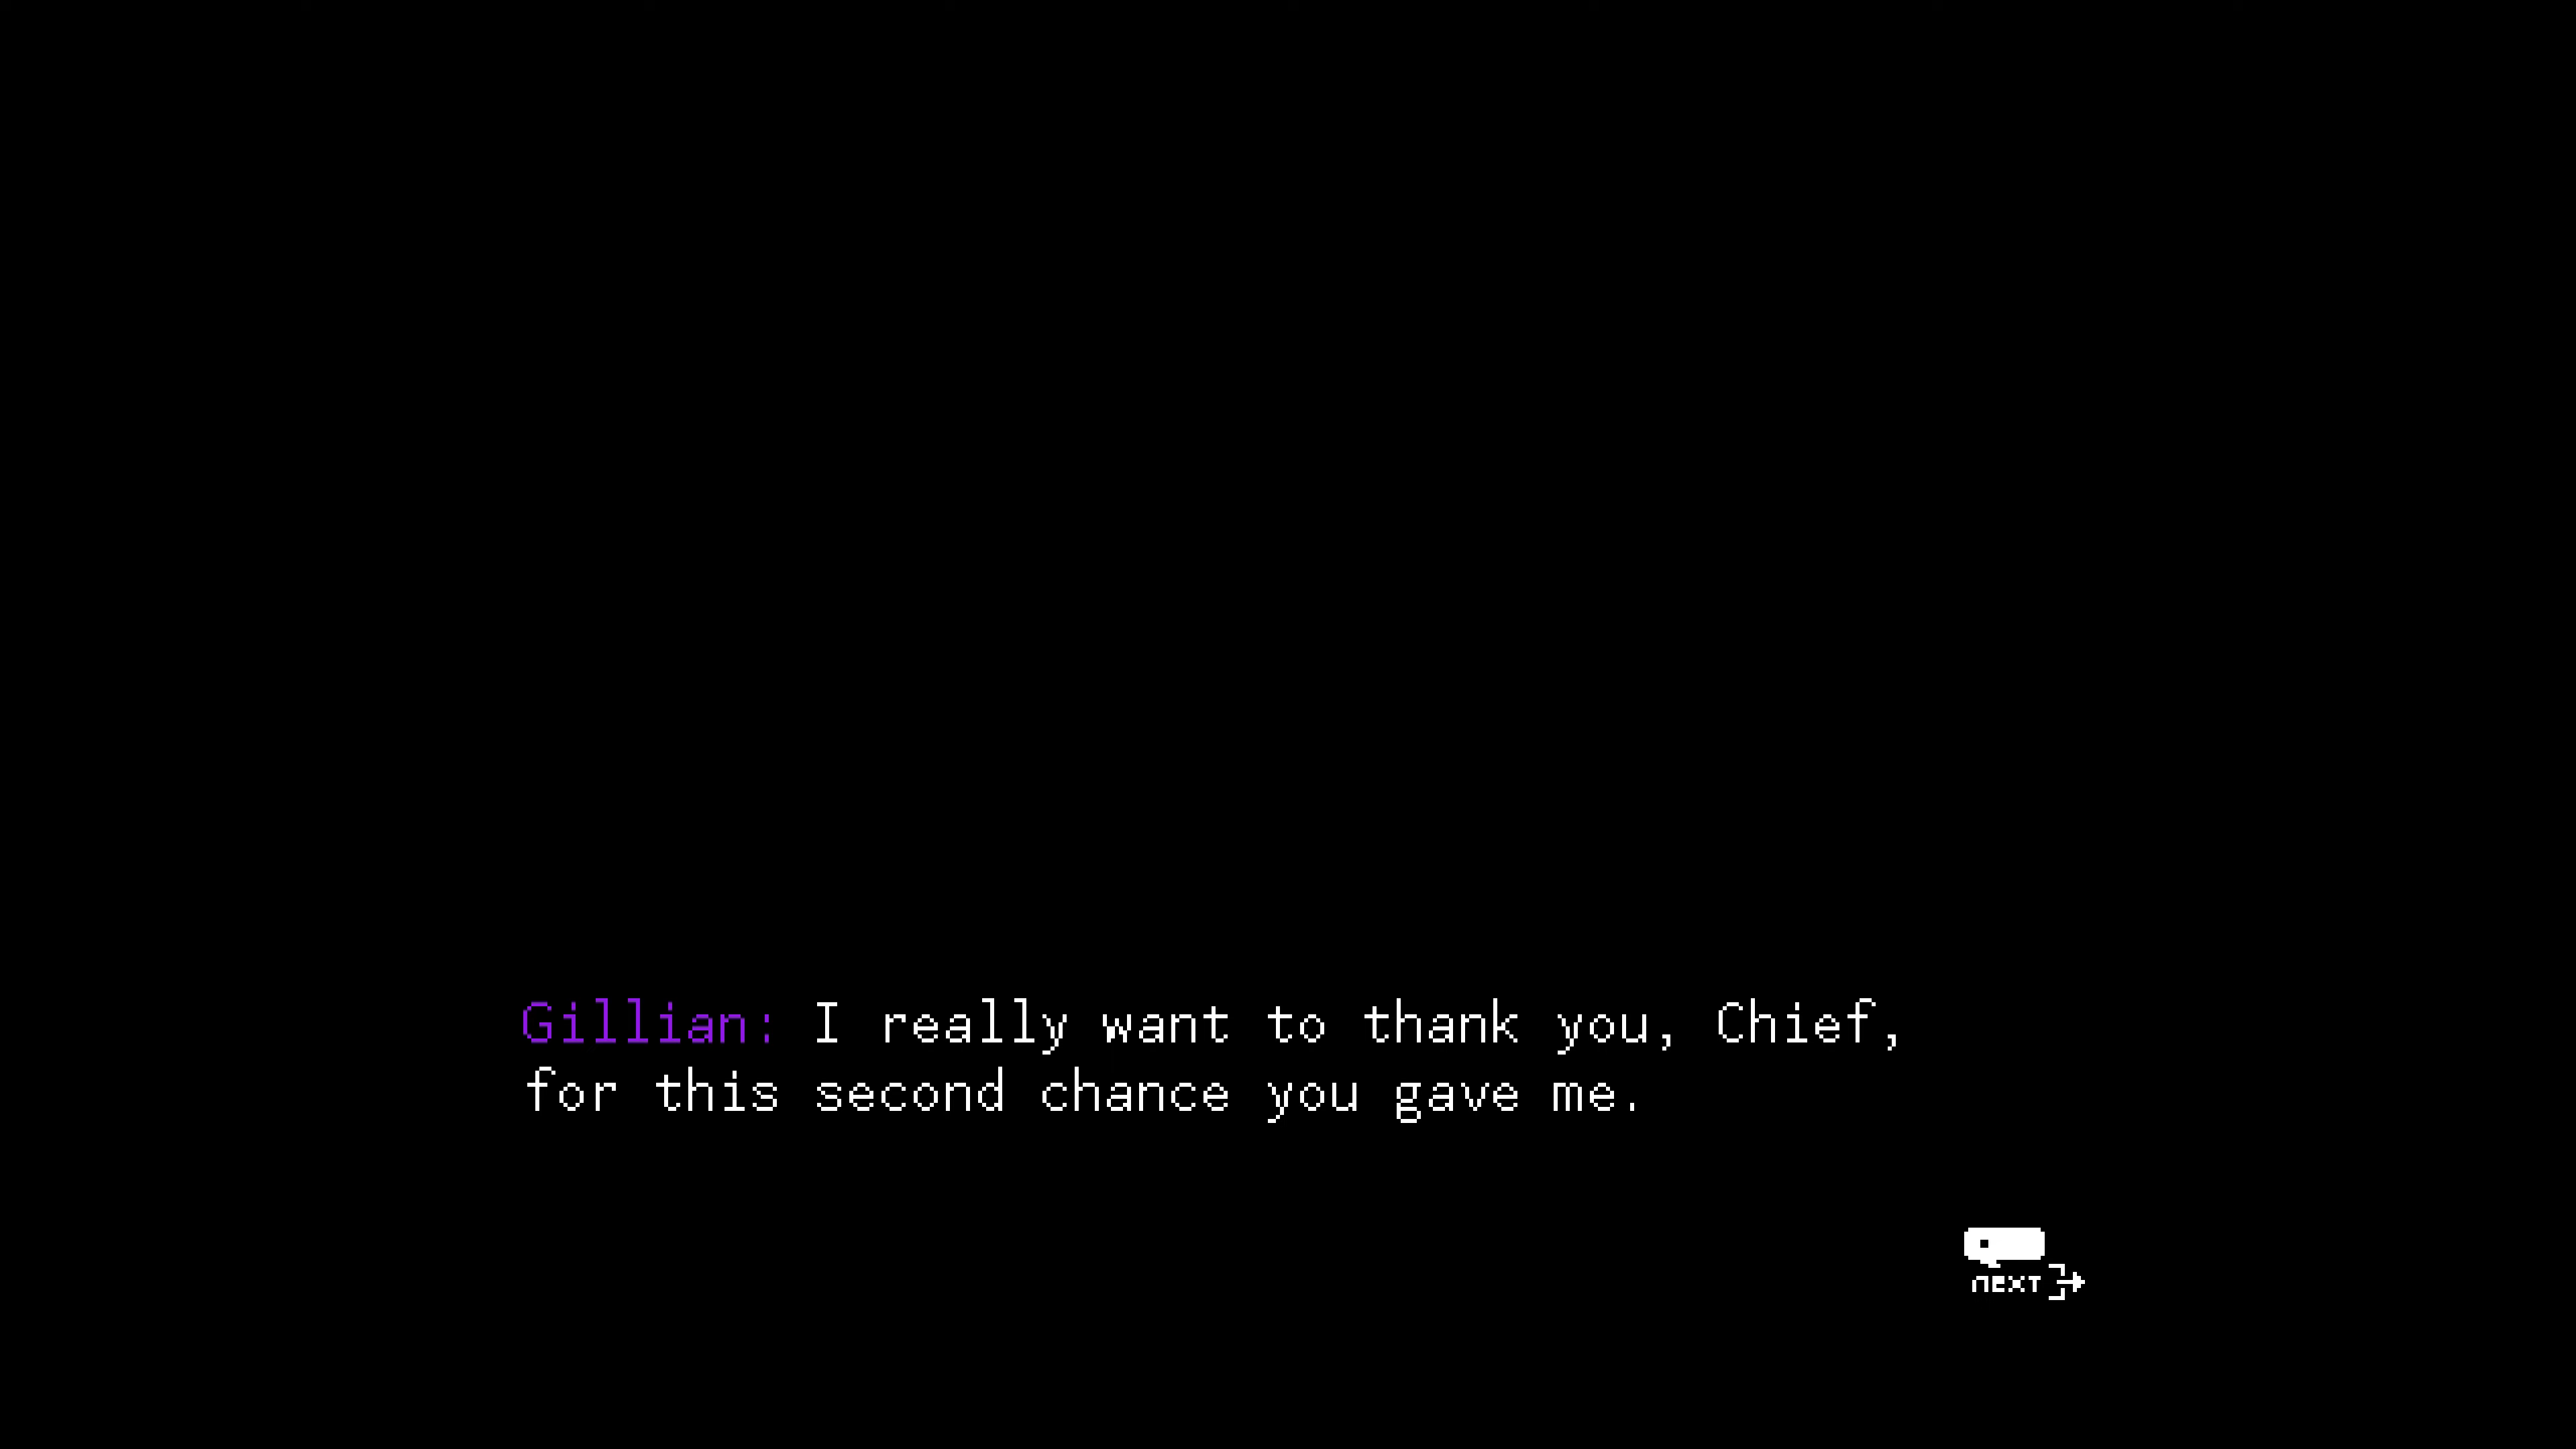 Gillian: I really want to thank you, Chief,
for this second chance you gave me.
NEXT